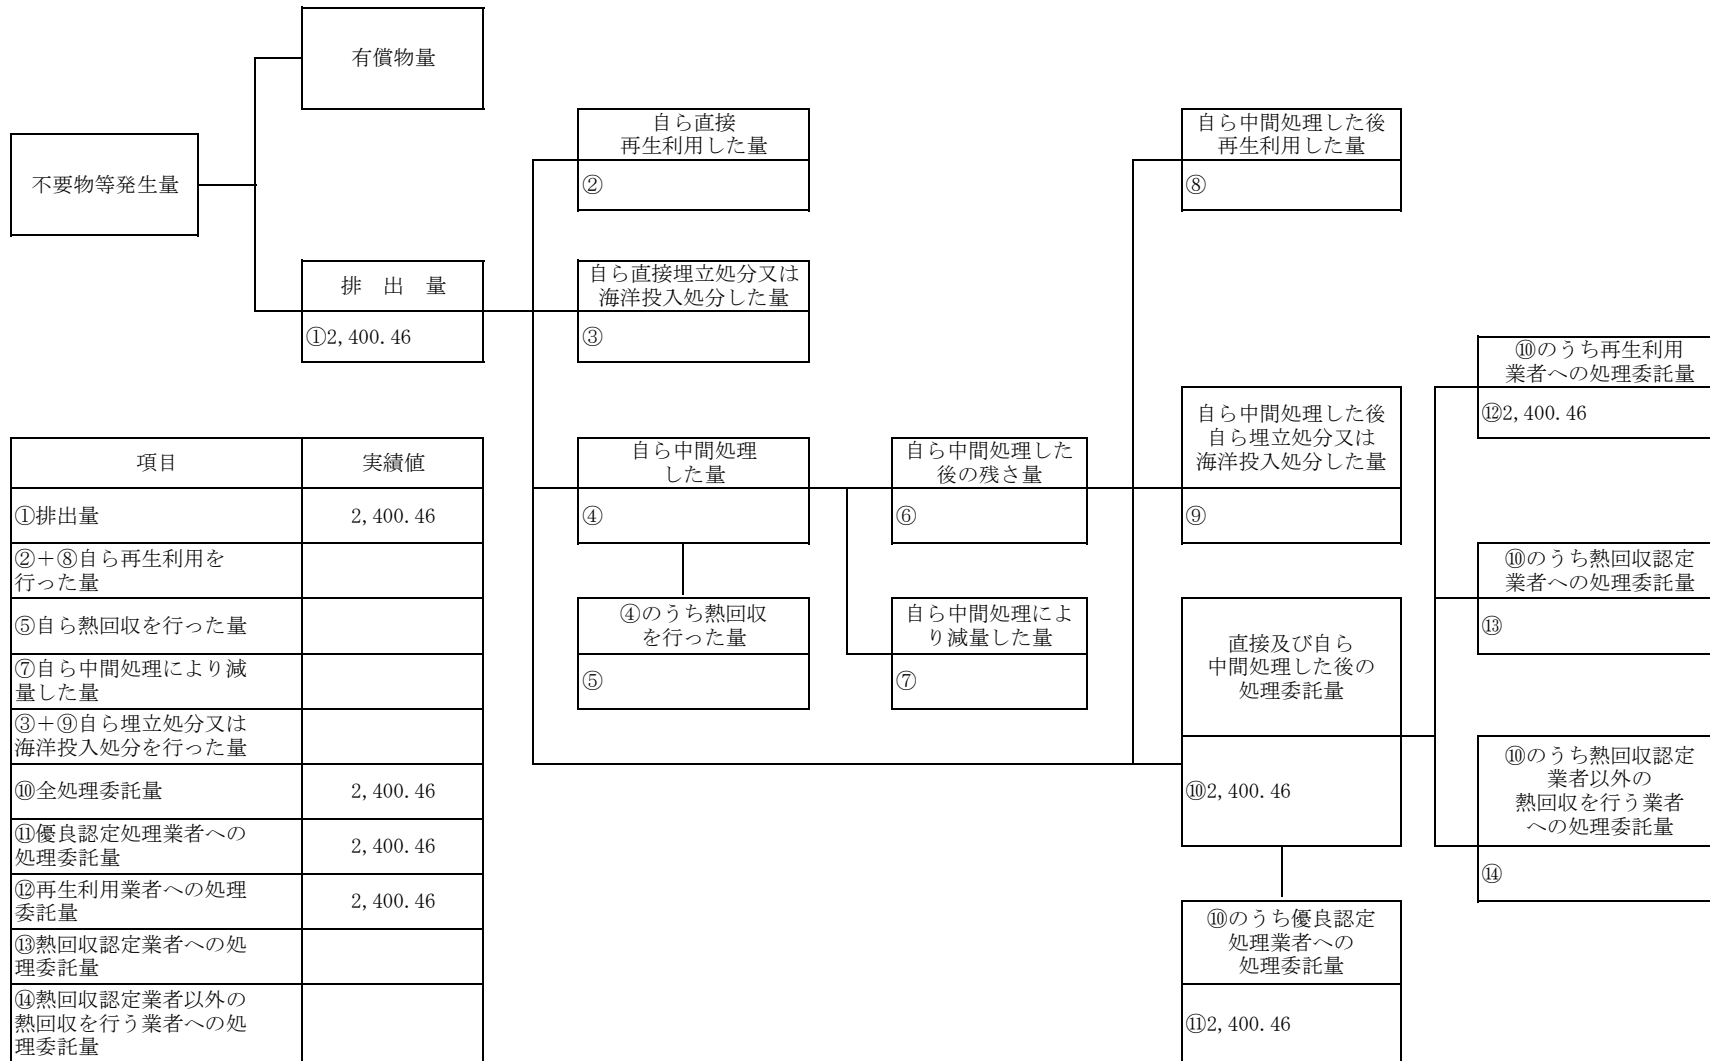 有償物量
不要物等発生量
排　出　量
①2,400.46
自ら直接
再生利用した量
②
自ら直接埋立処分又は
海洋投入処分した量
③
自ら中間処理
した量
④
④のうち熱回収
を行った量
⑤
自ら中間処理した
後の残さ量
⑥
自ら中間処理によ
り減量した量
⑦
自ら中間処理した後
再生利用した量
⑧
自ら中間処理した後
自ら埋立処分又は
海洋投入処分した量
⑨
直接及び自ら
中間処理した後の
処理委託量
⑩2,400.46
⑩のうち優良認定
処理業者への
処理委託量
⑪2,400.46
⑩のうち再生利用
業者への処理委託量
⑫2,400.46
⑩のうち熱回収認定
業者への処理委託量
⑬
⑩のうち熱回収認定
業者以外の
熱回収を行う業者
への処理委託量
⑭
項目 実績値
①排出量 2,400.46
②＋⑧自ら再生利用を
行った量
⑤自ら熱回収を行った量
⑦自ら中間処理により減
量した量
③＋⑨自ら埋立処分又は
海洋投入処分を行った量
⑩全処理委託量 2,400.46
⑪優良認定処理業者への
処理委託量 2,400.46
⑫再生利用業者への処理
委託量 2,400.46
⑬熱回収認定業者への処
理委託量
⑭熱回収認定業者以外の
熱回収を行う業者への処
理委託量